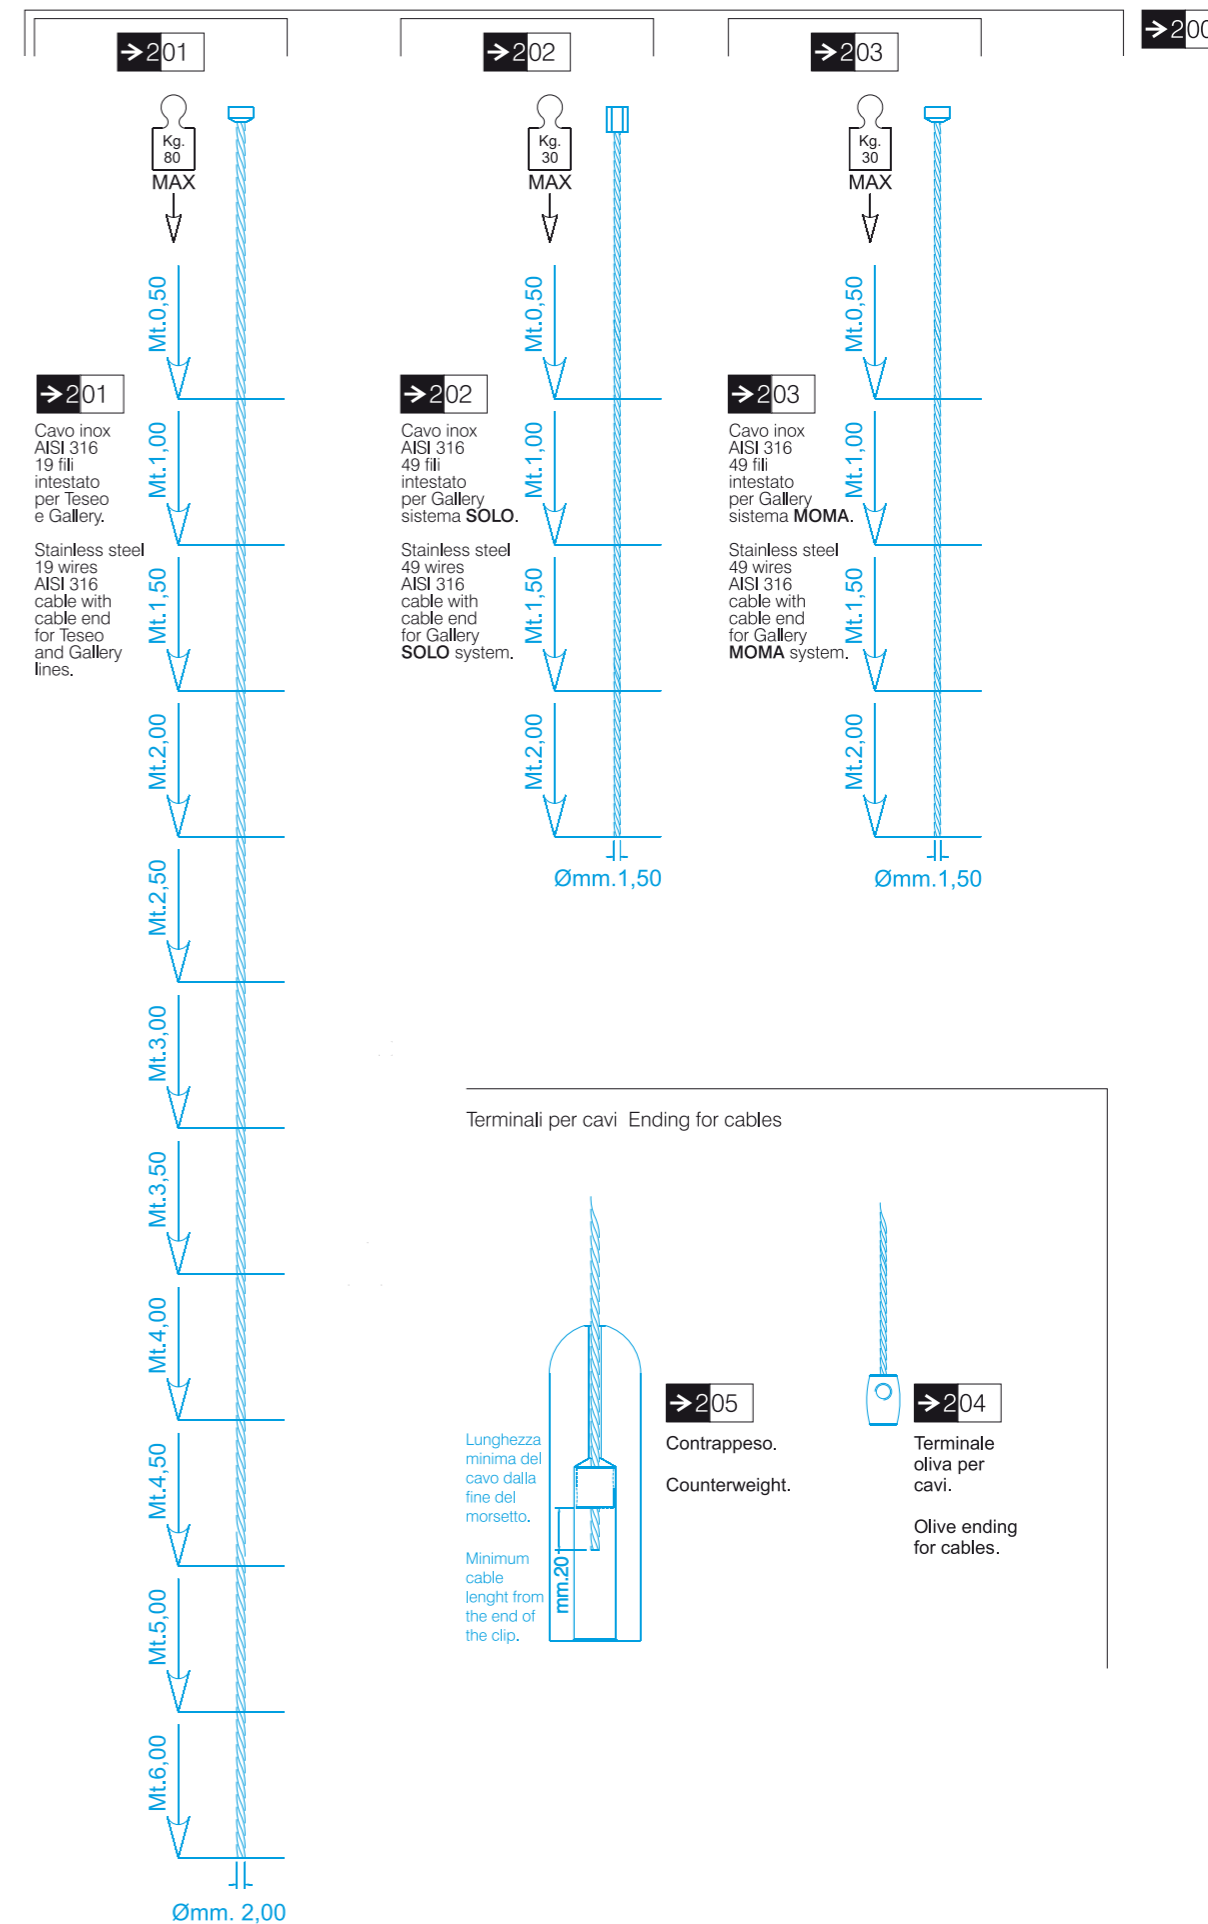 201
202
203
200
Kg.
80
MAX
Kg.
30
MAX
Kg.
30
MAX
201
Cavo inox
AISI 316
19 fili
intestato
per Teseo
e Gallery.
Stainless steel
19 wires
AISI 316
cable with
cable end
for Teseo
and Gallery
lines.
Mt.0,50
Mt.1,00
Mt.1,50
Mt.2,00
Mt.2,50
Mt.3,00
Mt.3,50
Mt.4,00
Mt.4,50
Mt.5,00
Mt.6,00
Ømm. 2,00
202
Cavo inox
AISI 316
49 fili
intestato
per Gallery
sistema SOLO.
Stainless steel
49 wires
AISI 316
cable with
cable end
for Gallery
SOLO system.
Mt.0,50
Mt.1,00
Mt.1,50
Mt.2,00
Ømm.1,50
203
Cavo inox
AISI 316
49 fili
intestato
per Gallery
sistema MOMA.
Stainless steel
49 wires
AISI 316
cable with
cable end
for Gallery
MOMA system.
Mt.0,50
Mt.1,00
Mt.1,50
Mt.2,00
Ømm.1,50
Terminali per cavi Ending for cables
Lunghezza
minima del
cavo dalla
fine del
morsetto.
Minimum
cable
lenght from
the end of
the clip.
mm.20
205
Contrappeso.
Counterweight.
204
Terminale
oliva per
cavi.
Olive ending
for cables.